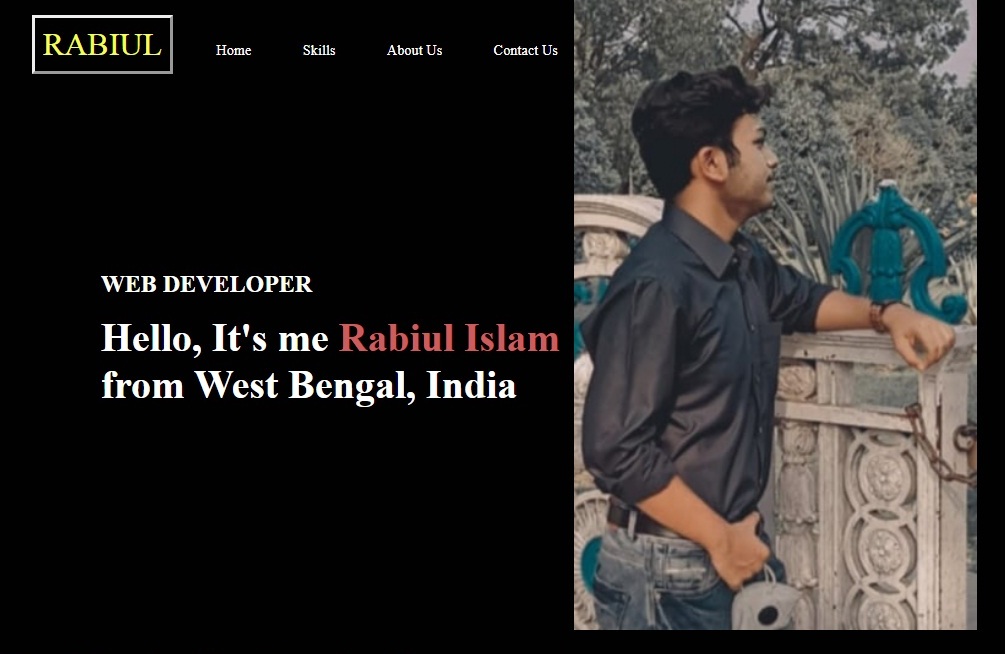 RABIUL
Home Skills About Us Contact Us
WEB DEVELOPER
Hello, It's me Rabiul Islam
from West Bengal, India